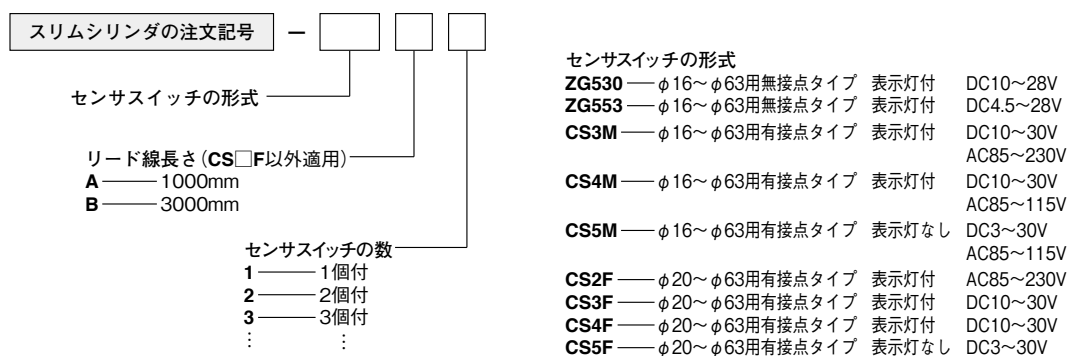 スリムシリンダの注文記号 −
センサスイッチの形式
リード線長さ(CS□F以外適用)
A 1000mm
B 3000mm
センサスイッチの数
1 1個付
2 2個付
3 3個付
⋮ ⋮
センサスイッチの形式
ZG530 φ16〜φ63用無接点タイプ 表示灯付 DC10〜28V
ZG553 φ16〜φ63用無接点タイプ 表示灯付 DC4.5〜28V
CS3M φ16〜φ63用有接点タイプ 表示灯付 DC10〜30V
AC85〜230V
CS4M φ16〜φ63用有接点タイプ 表示灯付 DC10〜30V
AC85〜115V
CS5M φ16〜φ63用有接点タイプ 表示灯なし DC3〜30V
AC85〜115V
CS2F φ20〜φ63用有接点タイプ 表示灯付 AC85〜230V
CS3F φ20〜φ63用有接点タイプ 表示灯付 DC10〜30V
CS4F φ20〜φ63用有接点タイプ 表示灯付 DC10〜30V
CS5F φ20〜φ63用有接点タイプ 表示灯なし DC3〜30V